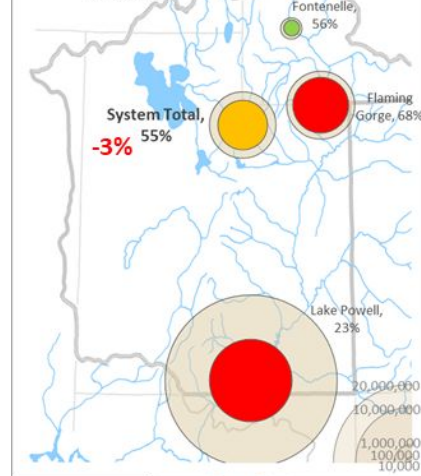 Fontenelle,
56%
System Total,
55%
-3%
Flaming
Gorge, 68%
Lake Powell,
23%
20,000,000
10,000,000
1,000,000
100,000
10,000